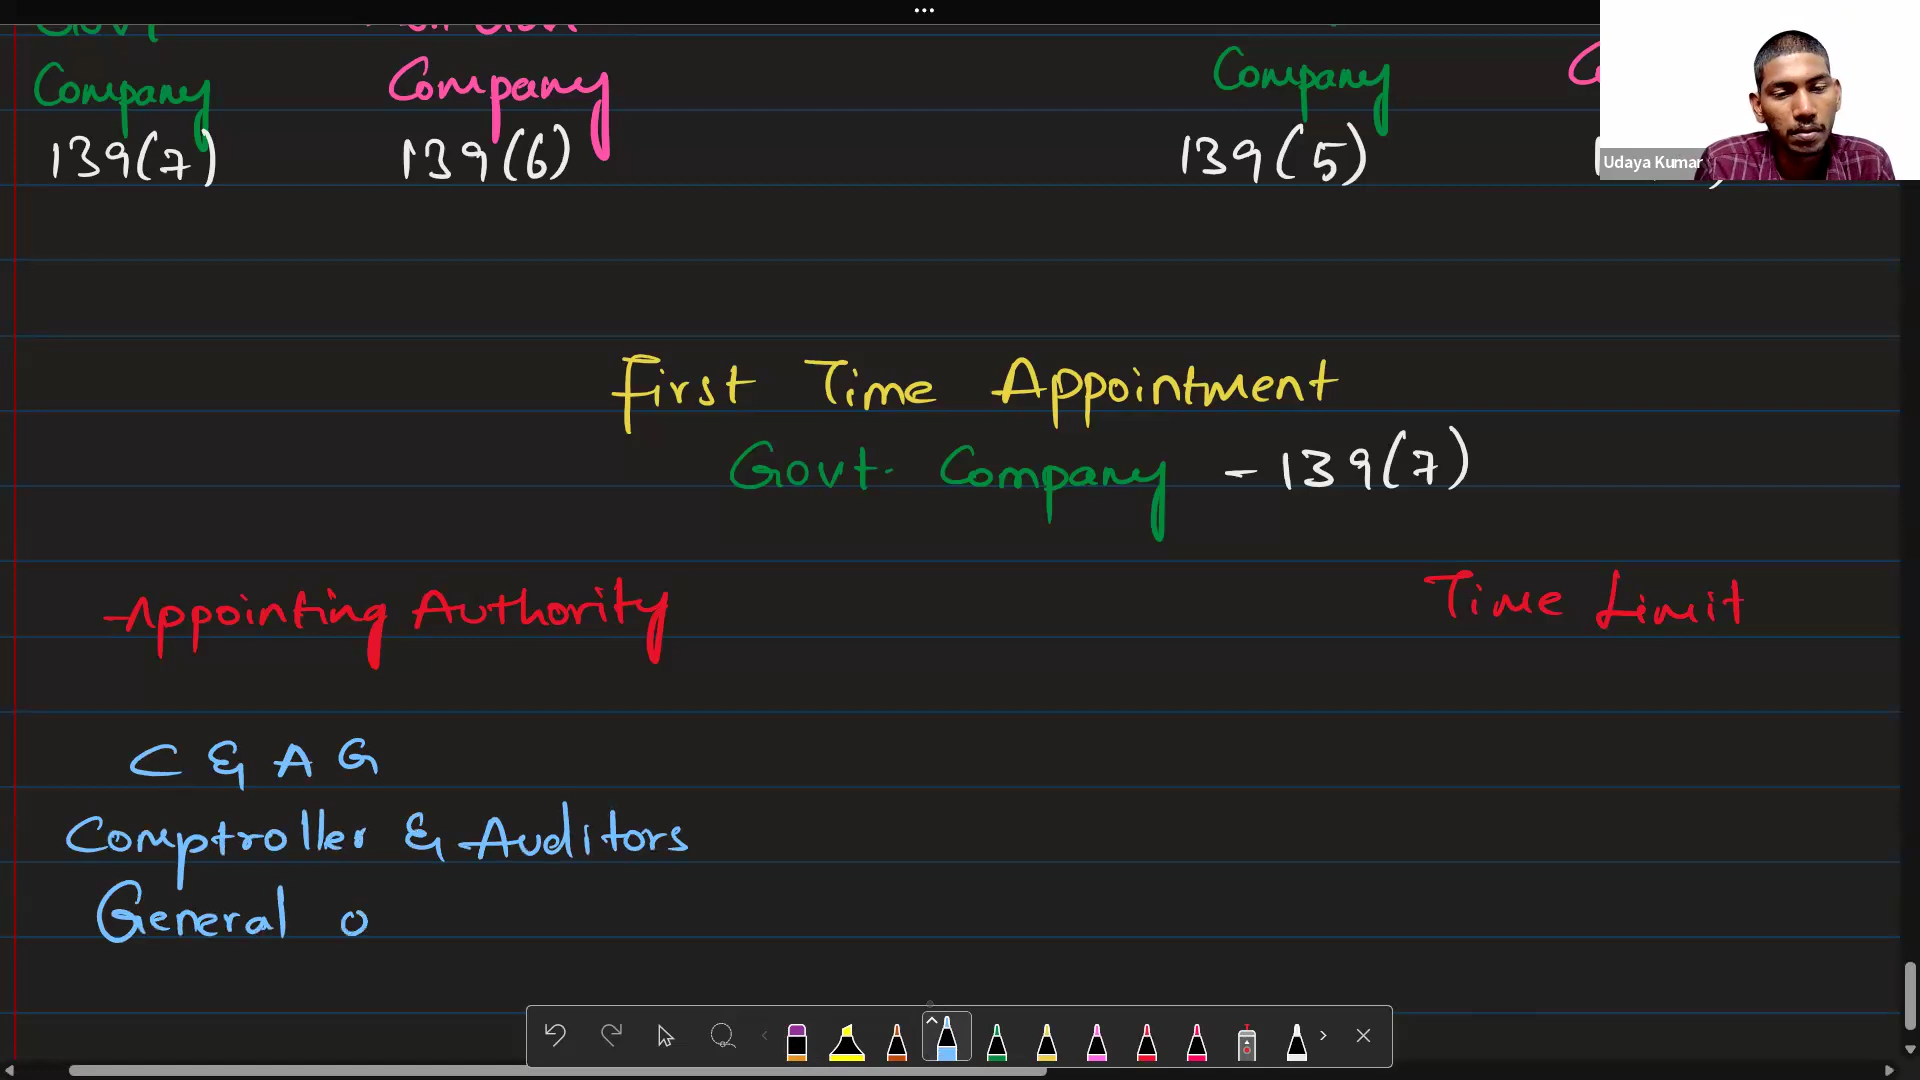 Company Company Company
139(7) 139(6) 139(5)
Udaya Kumar
First Time Appointment
Govt. Company - 139(7)
Appointing Authority Time Limit
C & A G
Comptroller & Auditors
General o